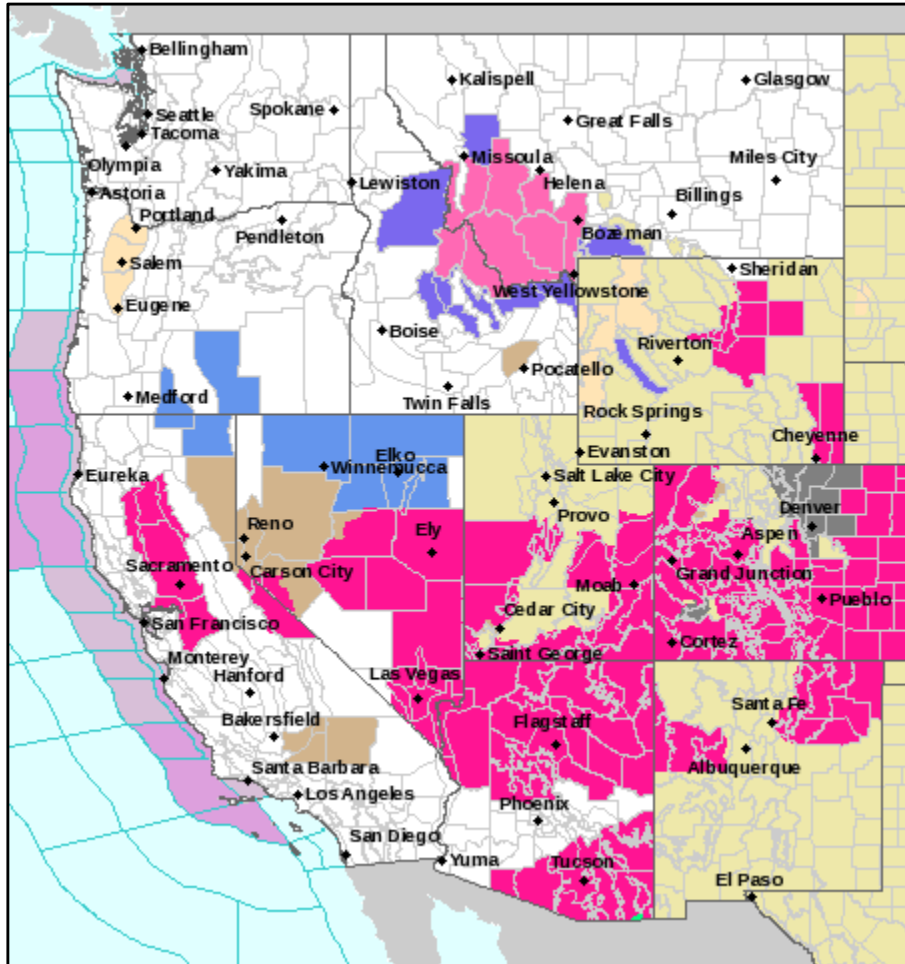 Bellingham
Kalispell
Glasgow
Spokane
Seattle
Great Falls
Tacoma
Olympia
Missoula
Miles City
Yakima
Helena
Lewiston
Astoria
Billings
Portland
Pendleton
Bozeman
Salem
Sheridan
West Yellowstone
Eugene
Boise
Riverton
Pocatello
Medford
Twin Falls
Rock Springs
Cheyenne
Elko
Evanston
Winnemucca
Eureka
Salt Lake City
Denver
Provo
Reno
Ely
Aspen
Sacramento
Carson City
Grand Junction
Moab
Pueblo
Cedar City
San Francisco
Cortez
Saint George
Monterey
Las Vegas
Hanford
Santa Fe
Bakersfield
Flagstaff
Albuquerque
Santa Barbara
Los Angeles
Phoenix
San Diego
Yuma
Tucson
El Paso